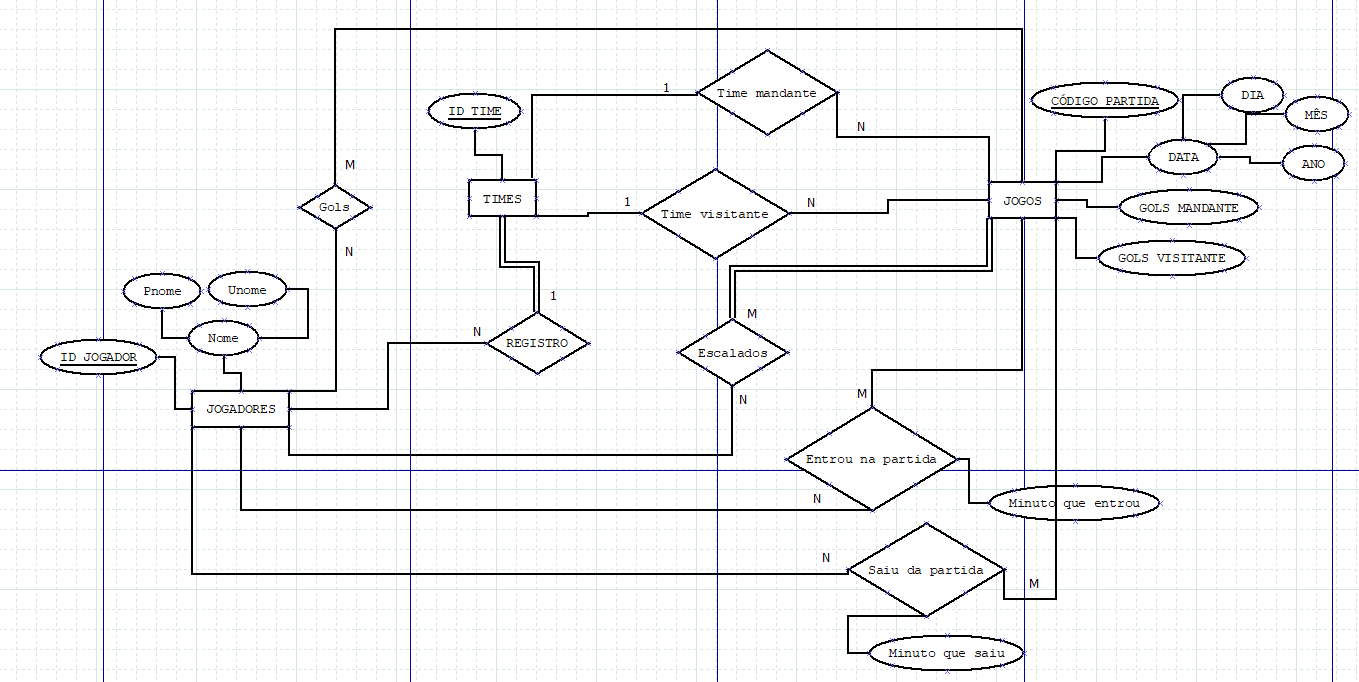 Time mandante
1
N
ID TIME
CÓDIGO PARTIDA
DIA
MÊS
DATA
ANO
M
Gols
N
TIMES
1
Time visitante
N
JOGOS
GOLS MANDANTE
GOLS VISITANTE
Pnome
Unome
Nome
ID JOGADOR
JOGADORES
1
N
REGISTRO
M
Escalados
N
M
Entrou na partida
N
Minuto que entrou
N
Saiu da partida
M
Minuto que saiu